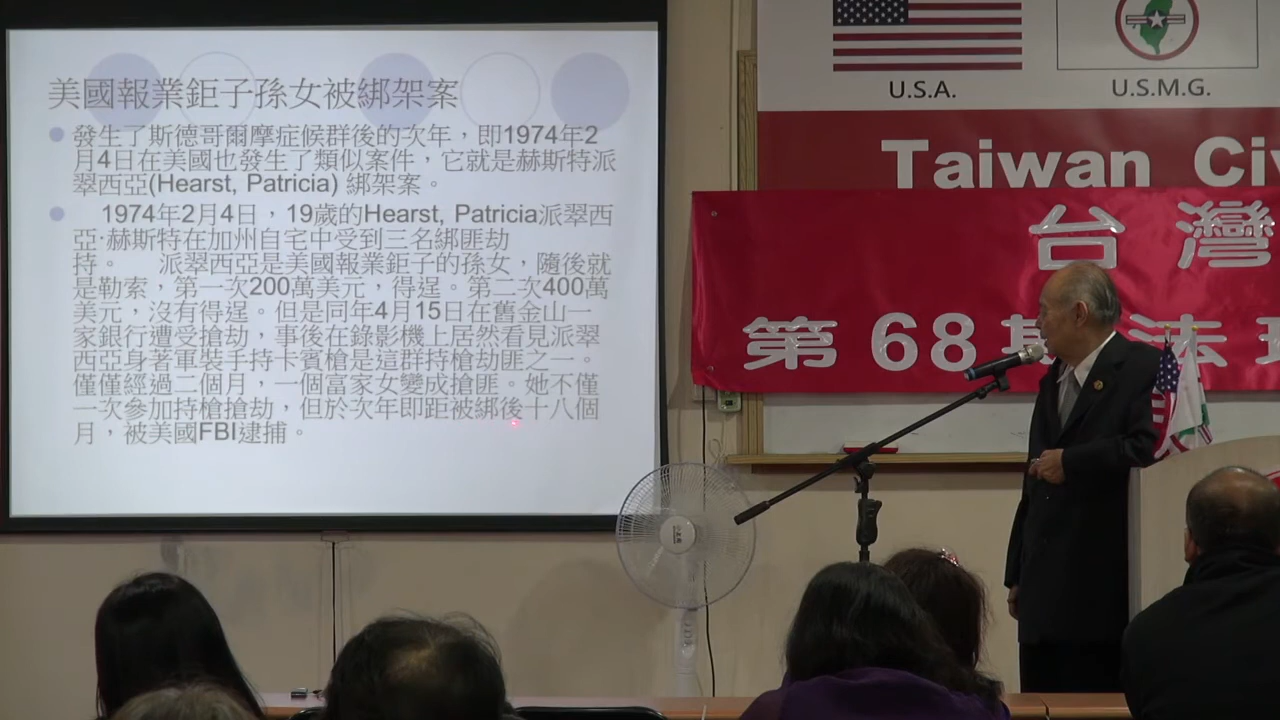 美國報業鉅子孫女被綁架案
發生了斯德哥爾摩症候群後的次年，即1974年2
月4日在美國也發生了類似案件，它就是赫斯特派
翠西亞(Hearst, Patricia) 綁架案。
1974年2月4日，19歲的Hearst, Patricia派翠西
亞·赫斯特在加州自宅中受到三名綁匪劫
持。 派翠西亞是美國報業鉅子的孫女，隨後就
是勒索，第一次200萬美元，得逞。第二次400萬
美元，沒有得逞。但是同年4月15日在舊金山一
家銀行遭受搶劫，事後在錄影機上居然看見派翠
西亞身著軍裝手持卡賓槍是這群持槍劫匪之一。
僅僅經過二個月，一個富家女變成搶匪。她不僅
一次參加持槍搶劫，但於次年即距被綁後十八個
月，被美國FBI逮捕。
U.S.A.
U.S.M.G.
Taiwan Civ
台灣
第68期法